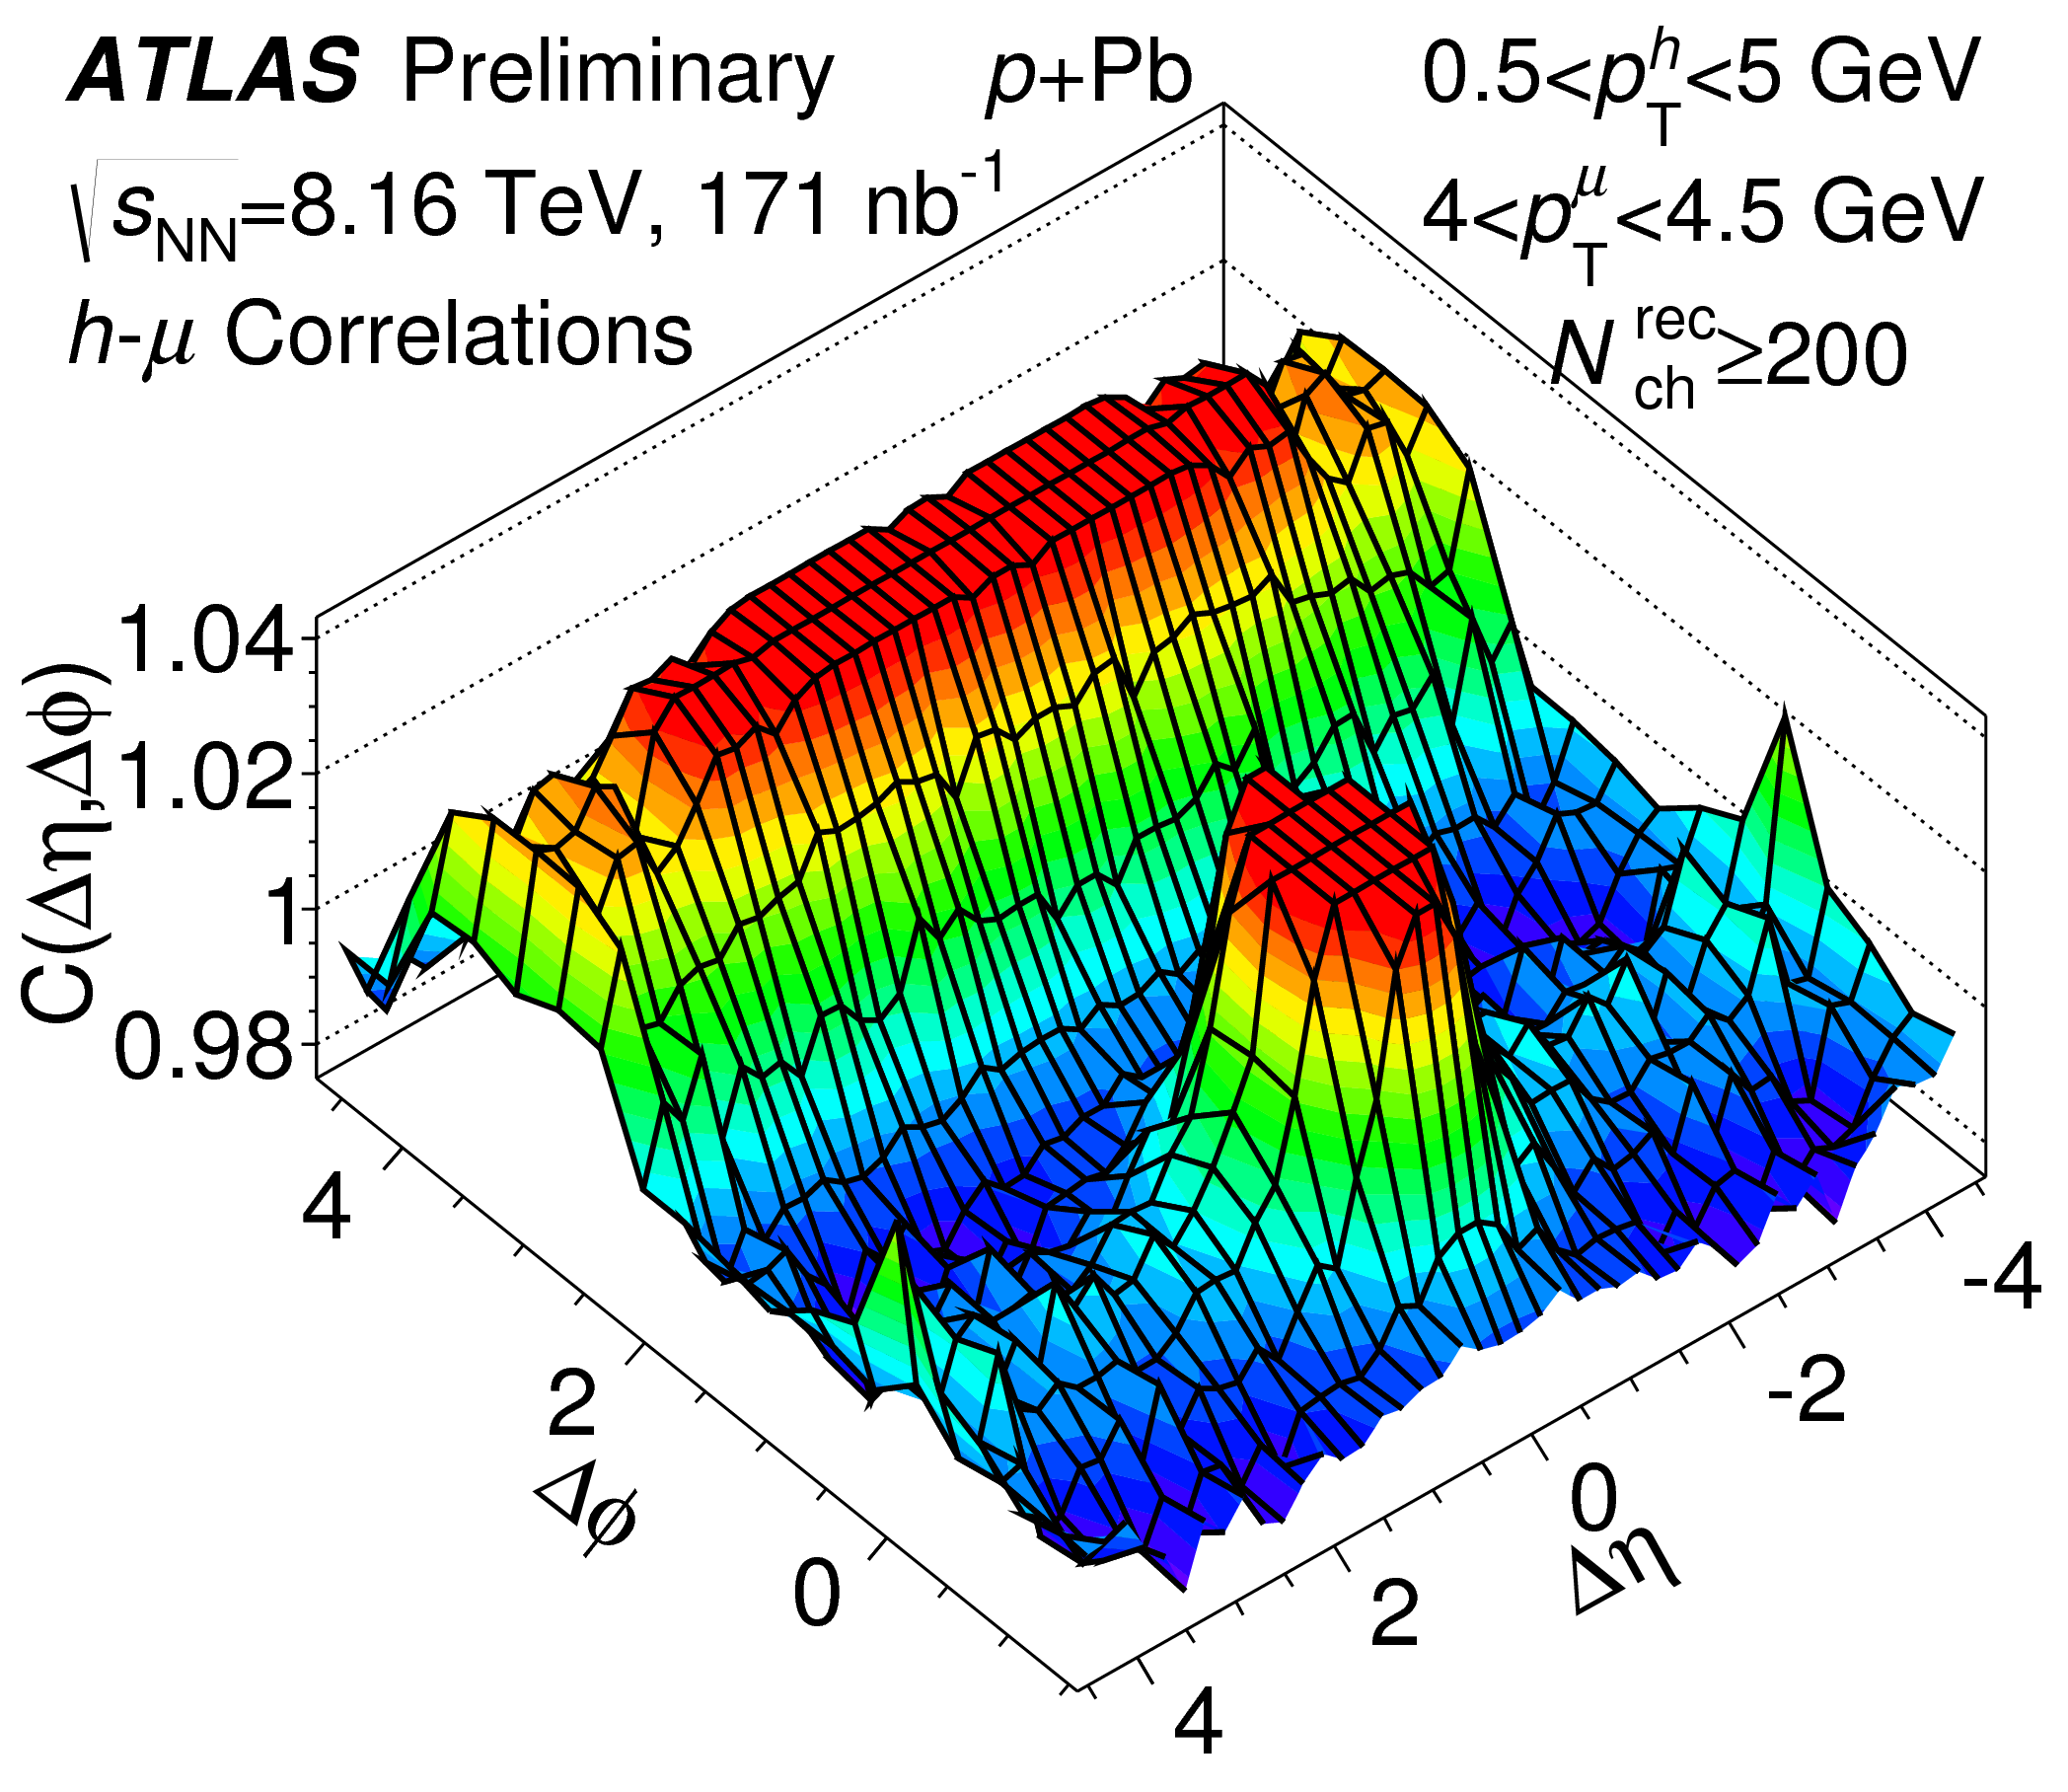 ATLAS Preliminary p+Pb 0.5<p_T^h<5 GeV
√s_NN=8.16 TeV, 171 nb^-1 4<p_T^μ<4.5 GeV
h-μ Correlations N_ch^rec≥200
C(Δη,Δϕ)
1.04
1.02
1
0.98
4
2
0
Δϕ
4
2
0
-2
-4
Δη